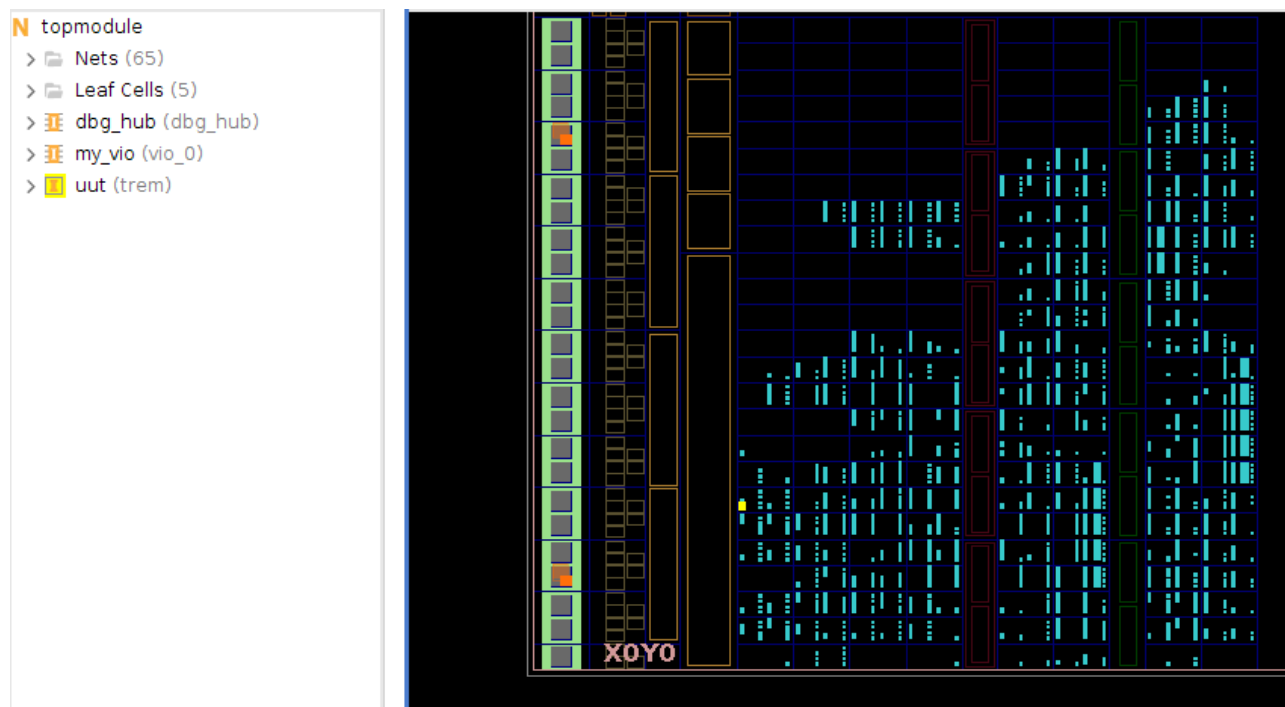 N topmodule
Nets (65)
Leaf Cells (5)
dbg_hub (dbg_hub)
my_vio (vio_0)
uut (trem)
X0Y0